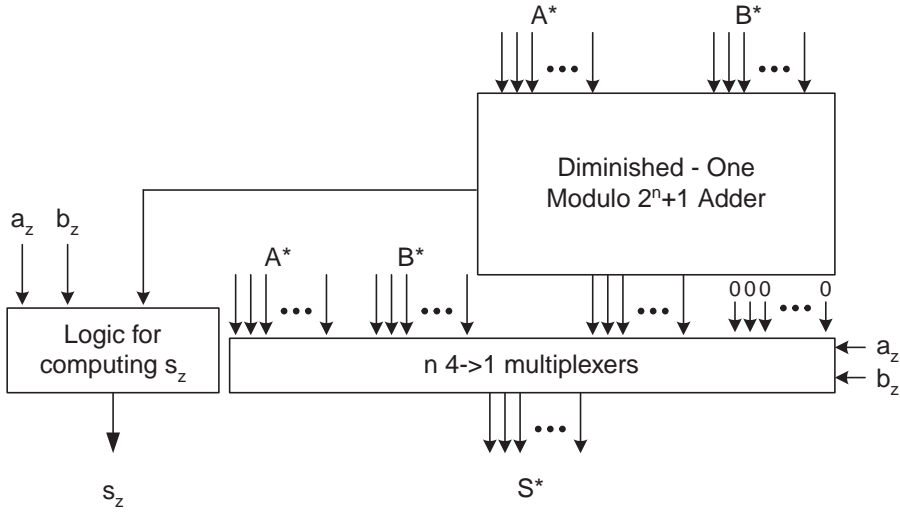 A* B*
••• •••
Diminished - One
Modulo 2ⁿ+1 Adder
a_z b_z
A* B* 000 0
••• ••• ••• •••
Logic for
computing s_z
n 4->1 multiplexers
a_z
b_z
•••
s_z S*